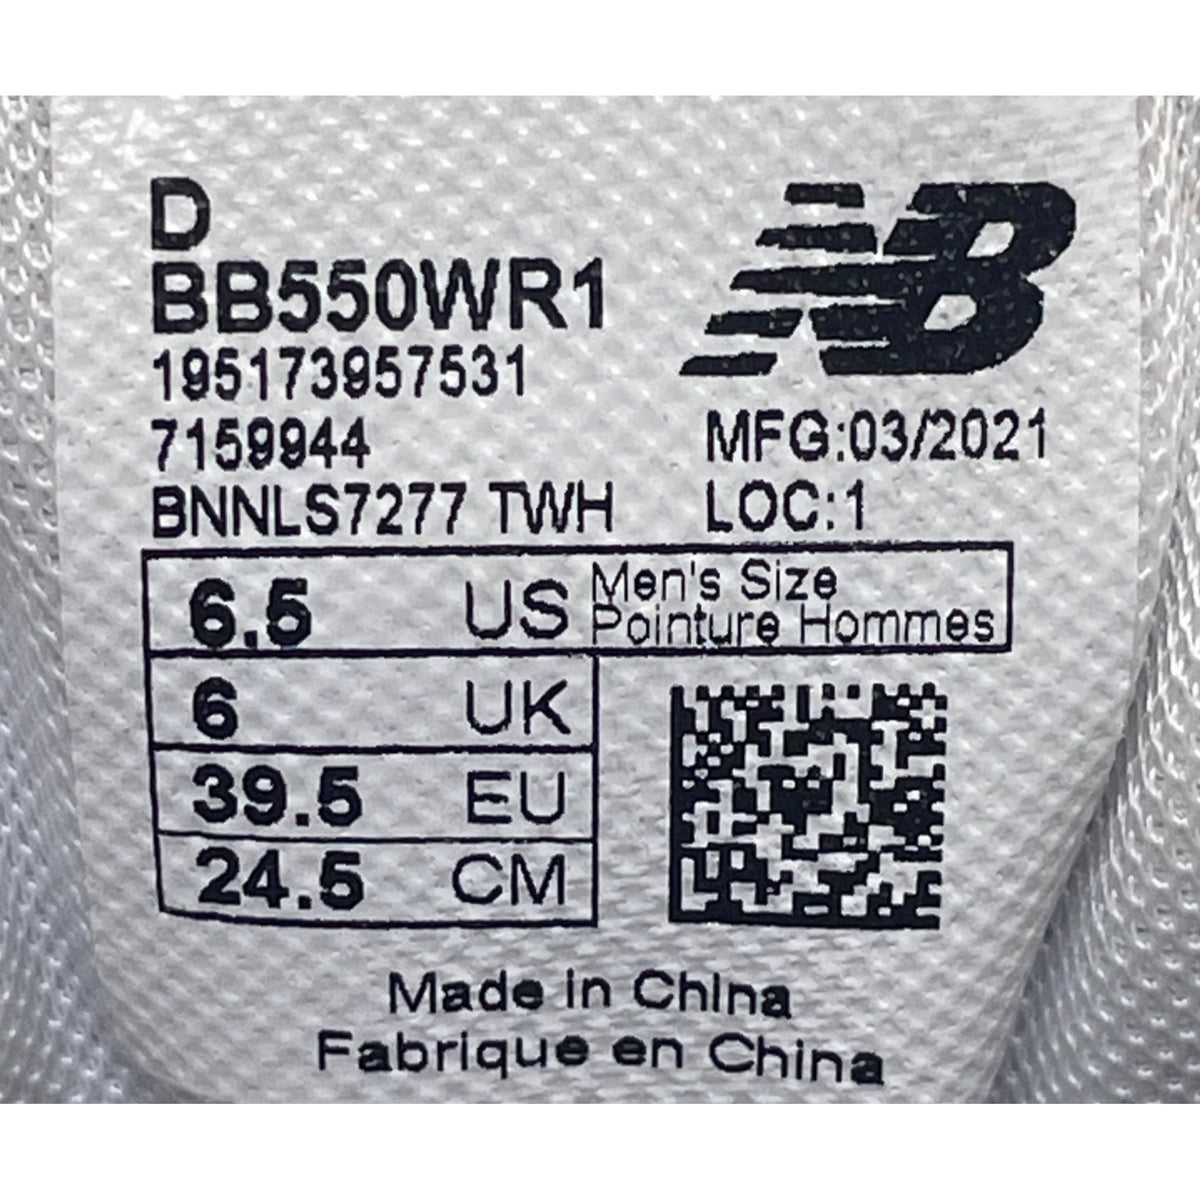 D
BB550WR1
195173957531
7159944
BNNLS7277 TWH
NB
MFG:03/2021
LOC:1
6.5 US Men's Size
Pointure Hommes
6 UK
39.5 EU
24.5 CM
Made in China
Fabrique en China